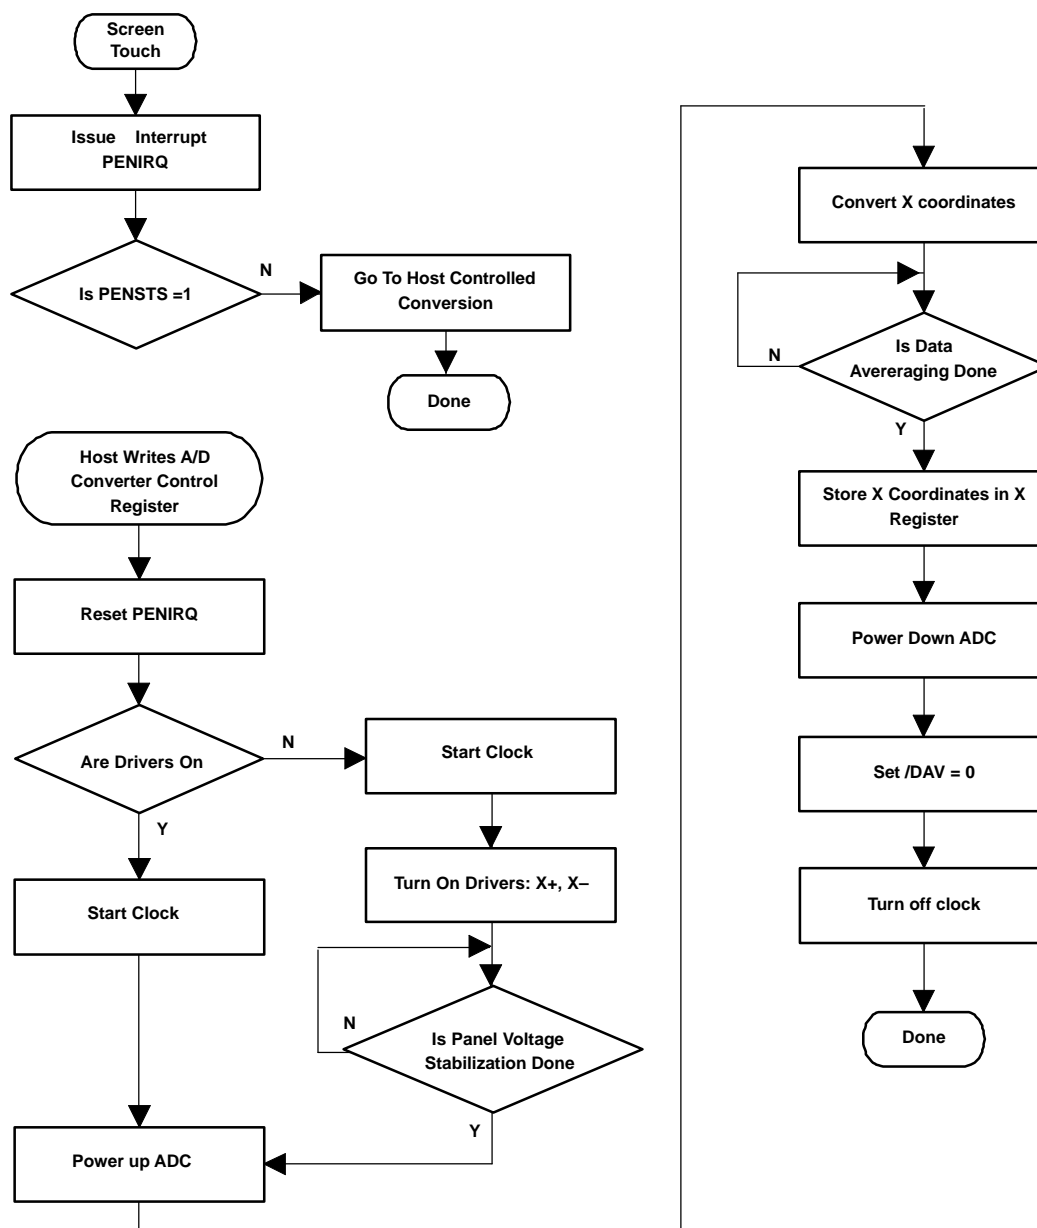 Screen
Touch
Issue Interrupt
PENIRQ
Is PENSTS =1
N
Go To Host Controlled
Conversion
Done
Host Writes A/D
Converter Control
Register
Reset PENIRQ
Are Drivers On
N
Y
Start Clock
Start Clock
Turn On Drivers: X+, X–
N
Is Panel Voltage
Stabilization Done
Y
Power up ADC
Convert X coordinates
N
Is Data
Avereraging Done
Y
Store X Coordinates in X
Register
Power Down ADC
Set /DAV = 0
Turn off clock
Done